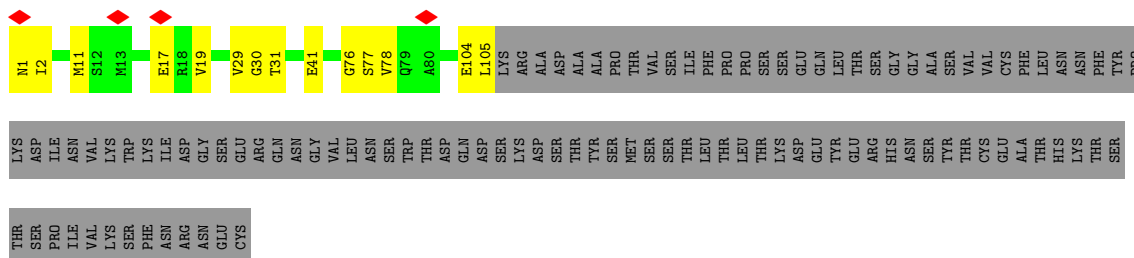 N1 I2 M11 S12 M13 E17 R18 V19 V29 G30 T31 E41 G76 S77 V78 Q79 A80 E104 L105 LYS ARG ALA ASP ALA ALA PRO THR VAL SER ILE PHE PRO PRO SER SER GLU GLN LEU THR SER GLY GLY ALA SER VAL VAL CYS PHE LEU ASN ASN PHE TYR PRO
LYS ASP ILE ASN VAL LYS TRP LYS ILE ASP GLY SER GLU ARG GLN ASN GLY VAL LEU ASN SER TRP THR ASP GLN ASP SER LYS ASP SER THR TYR SER MET SER SER THR LEU THR LEU THR LYS ASP GLU TYR GLU ARG HIS ASN SER TYR THR CYS GLU ALA THR HIS LYS THR SER
THR SER PRO ILE VAL LYS SER PHE ASN ARG ASN GLU CYS